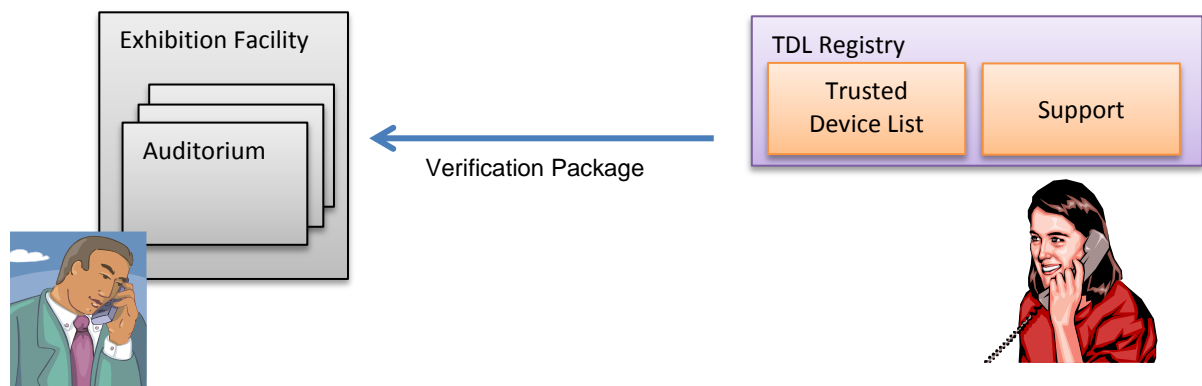 Exhibition Facility
Auditorium
Verification Package
TDL Registry
Trusted
Device List
Support